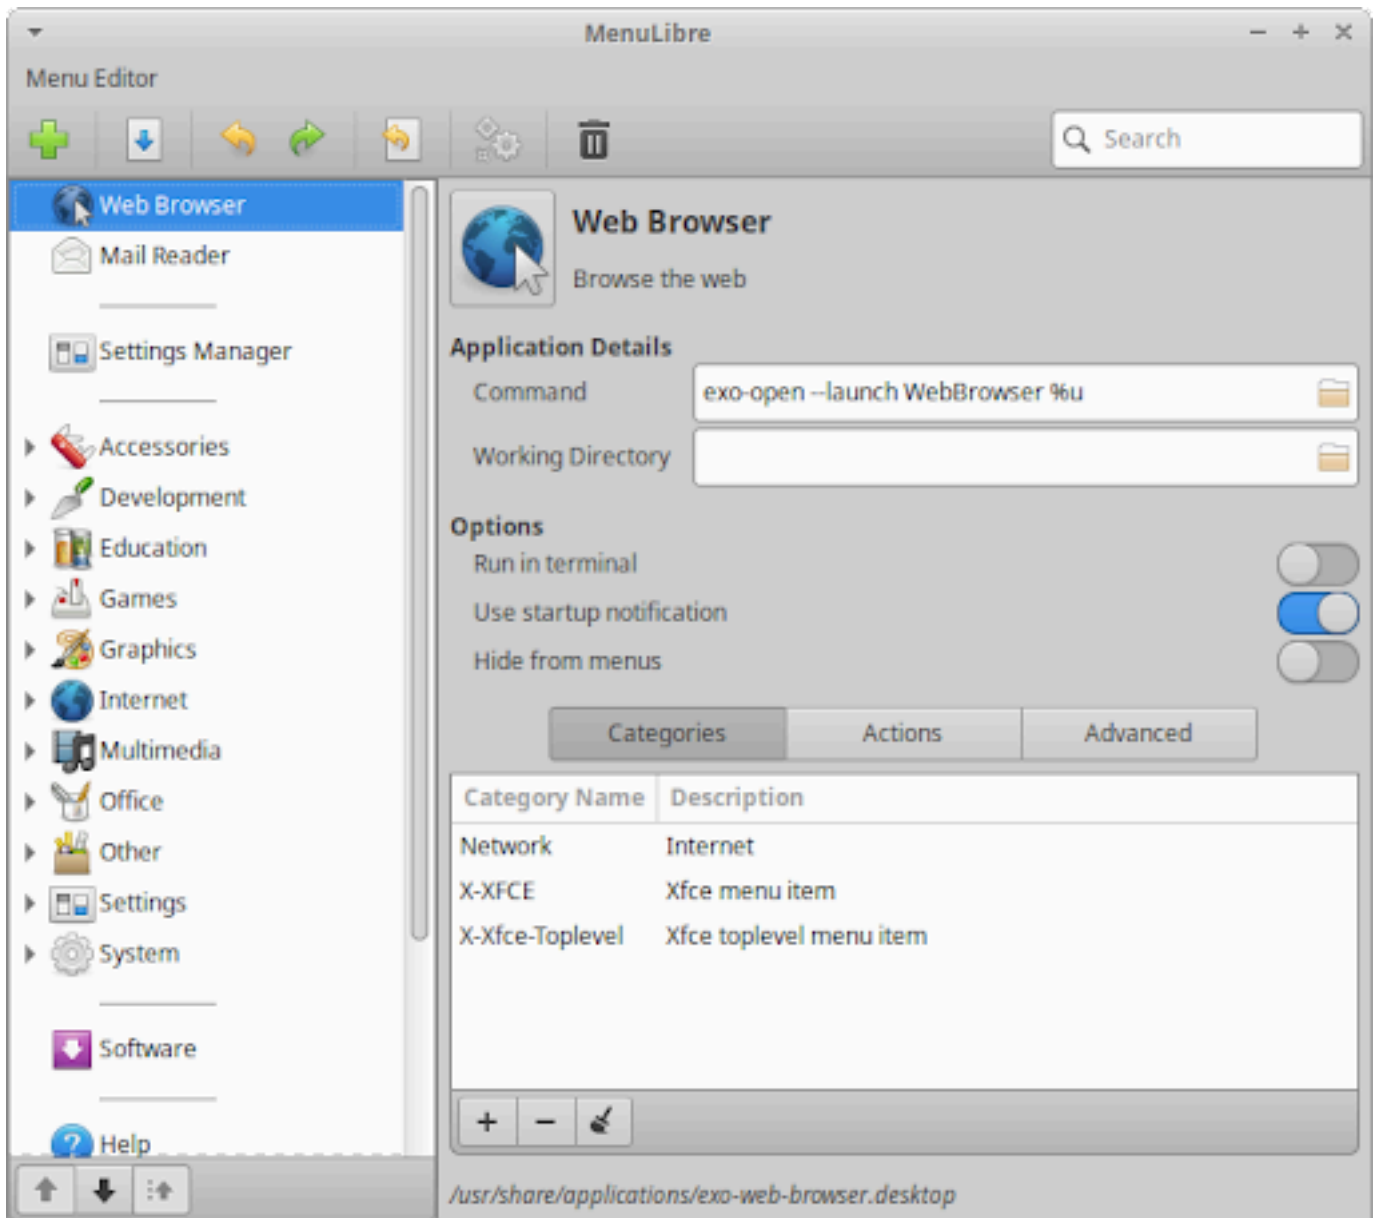 MenuLibre
Menu Editor
Search
Web Browser
Mail Reader
Settings Manager
Accessories
Development
Education
Games
Graphics
Internet
Multimedia
Office
Other
Settings
System
Software
Help
Web Browser
Browse the web
Application Details
Command exo-open --launch WebBrowser %u
Working Directory
Options
Run in terminal
Use startup notification
Hide from menus
Categories Actions Advanced
Category Name Description
Network Internet
X-XFCE Xfce menu item
X-Xfce-Toplevel Xfce toplevel menu item
/usr/share/applications/exo-web-browser.desktop